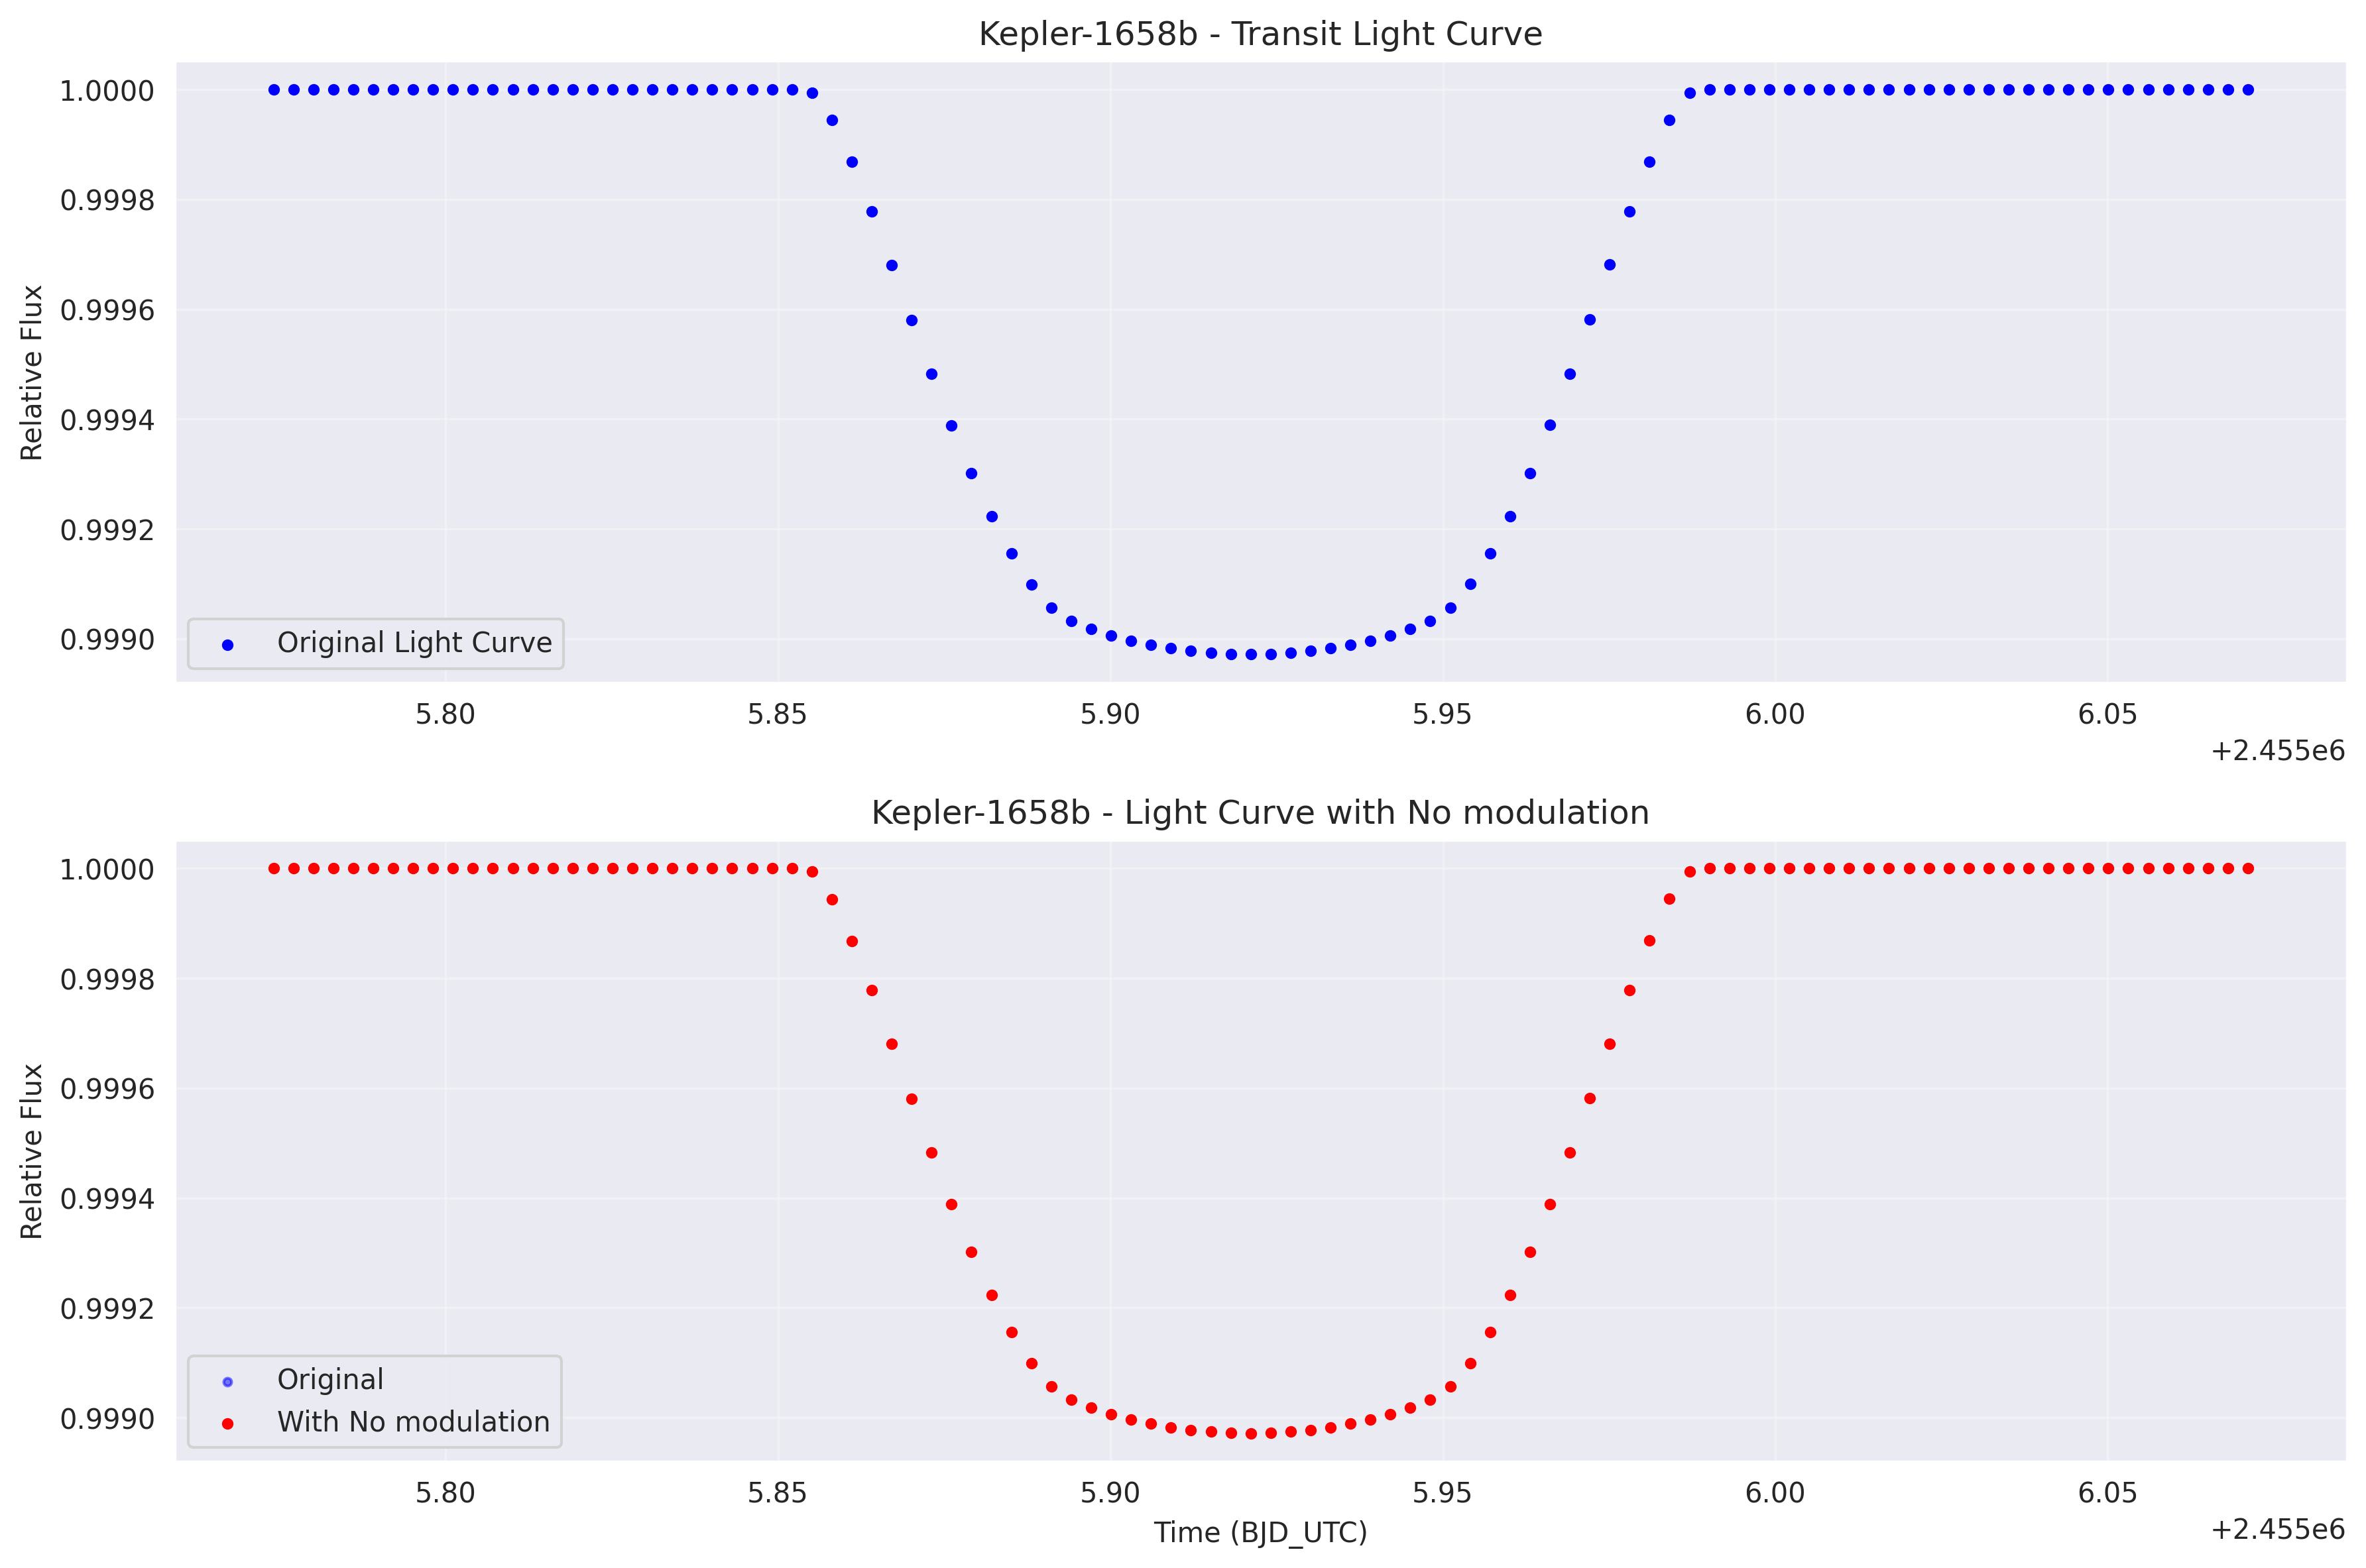 Kepler-1658b - Transit Light Curve
Relative Flux
1.0000
0.9998
0.9996
0.9994
0.9992
0.9990
Original Light Curve
5.80 5.85 5.90 5.95 6.00 6.05
+2.455e6
Kepler-1658b - Light Curve with No modulation
Relative Flux
1.0000
0.9998
0.9996
0.9994
0.9992
0.9990
Original
With No modulation
5.80 5.85 5.90 5.95 6.00 6.05
Time (BJD_UTC)
+2.455e6